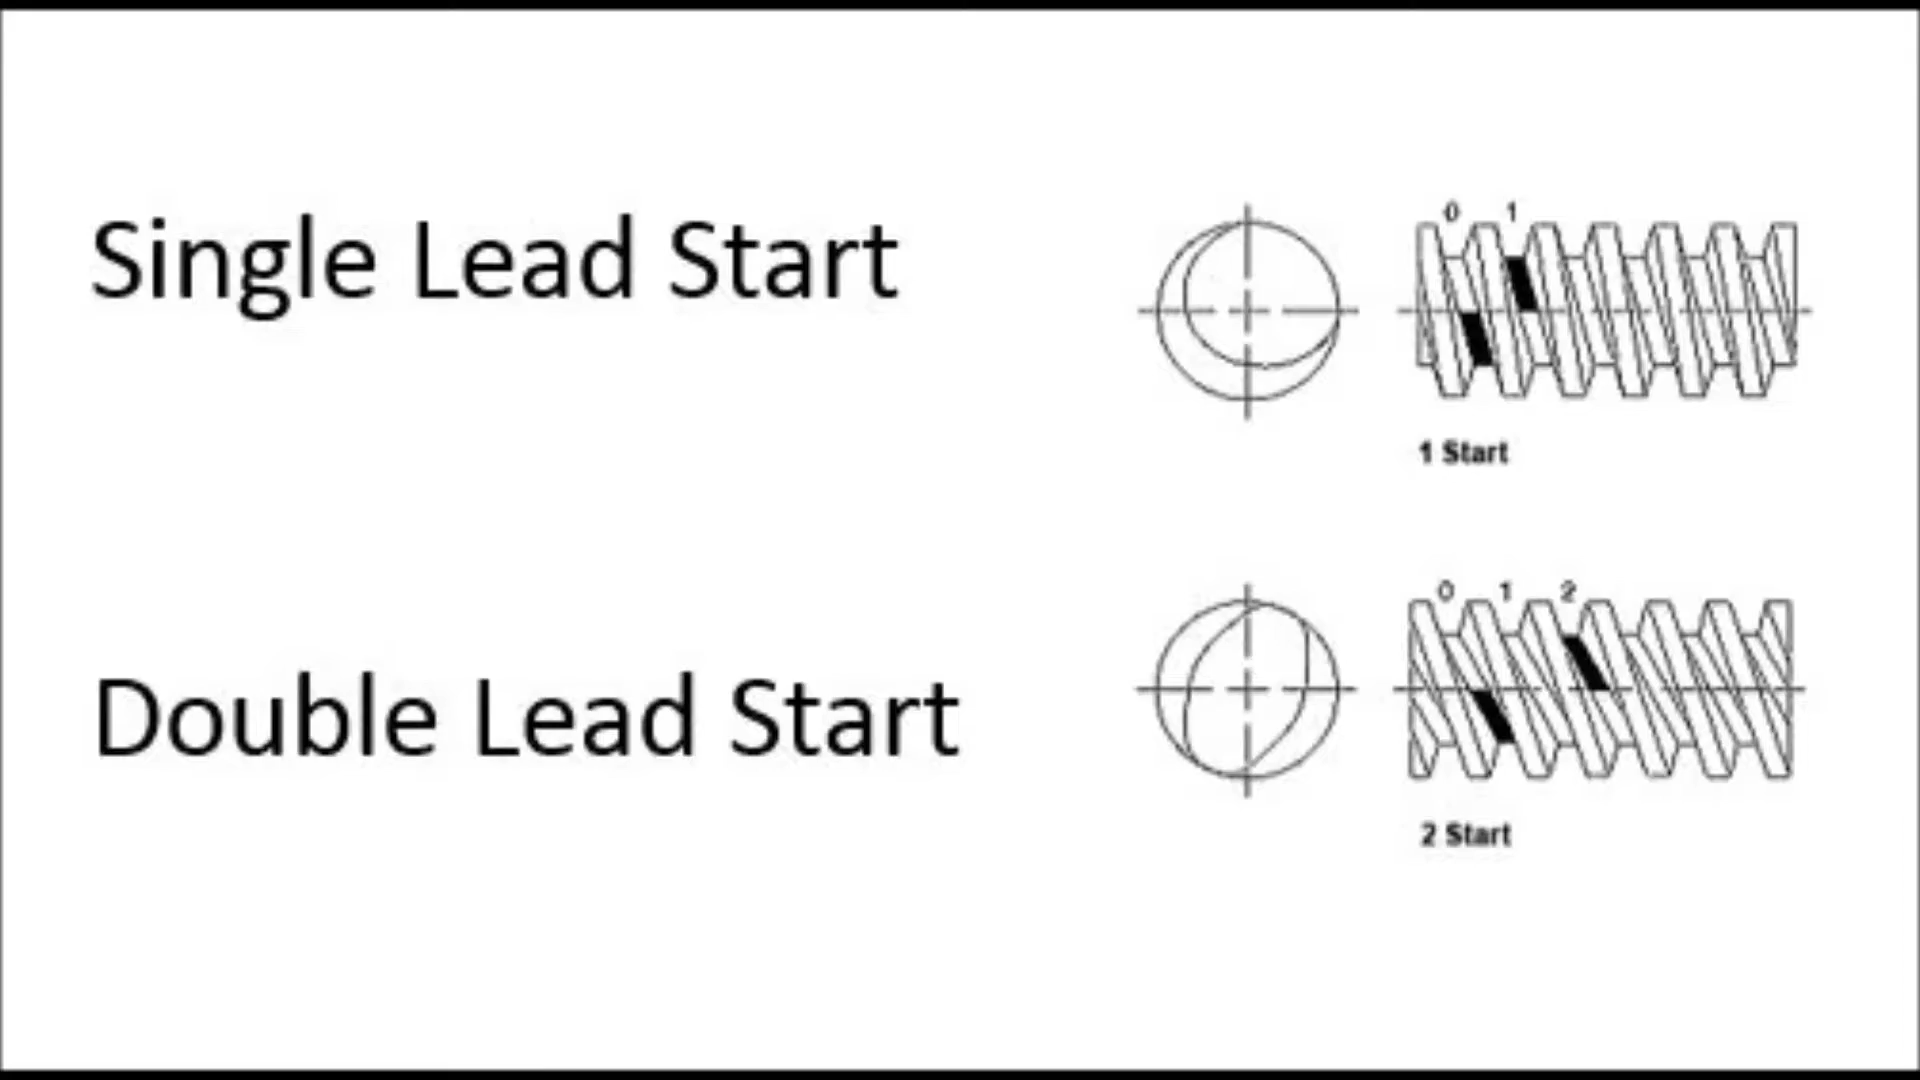 Single Lead Start
0 1
1 Start
Double Lead Start
0 1 2
2 Start